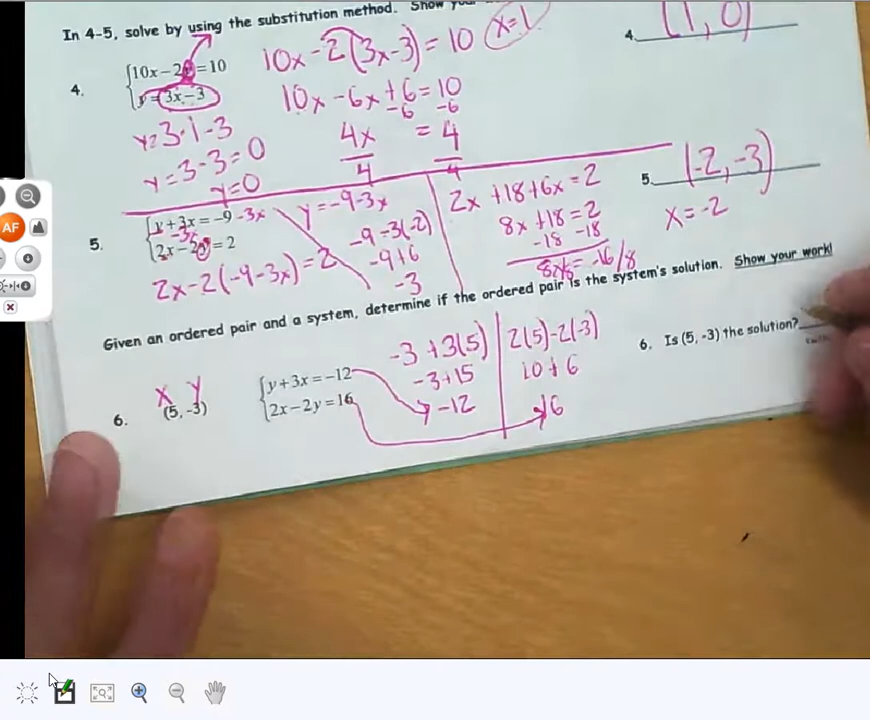 In 4-5, solve by using the substitution method. Show
4.
10x - 2y = 10
y = 3x - 3
10x - 2(3x - 3) = 10
x = 1
4. (1, 0)
10x - 6x + 6 = 10
-6 -6
4x = 4
4 4
y = 3·1 - 3
y = 3 - 3 = 0
y = 0
5.
y + 3x = -9 - 3x
-3x
2x - 2y = 2
2x - 2(-9 - 3x) = 2
y = -9 - 3x
-9 - 3(-2)
-9 + 6
-3
2x + 18 + 6x = 2
8x + 18 = 2
-18 -18
8x/8 = -16/8
5. (-2, -3)
x = -2
Given an ordered pair and a system, determine if the ordered pair is the system's solution. Show your work!
6.
x y
(5, -3)
y + 3x = -12
2x - 2y = 16
-3 + 3(5)
-3 + 15
-12
2(5) - 2(-3)
10 + 6
16
6. Is (5, -3) the solution?
AF